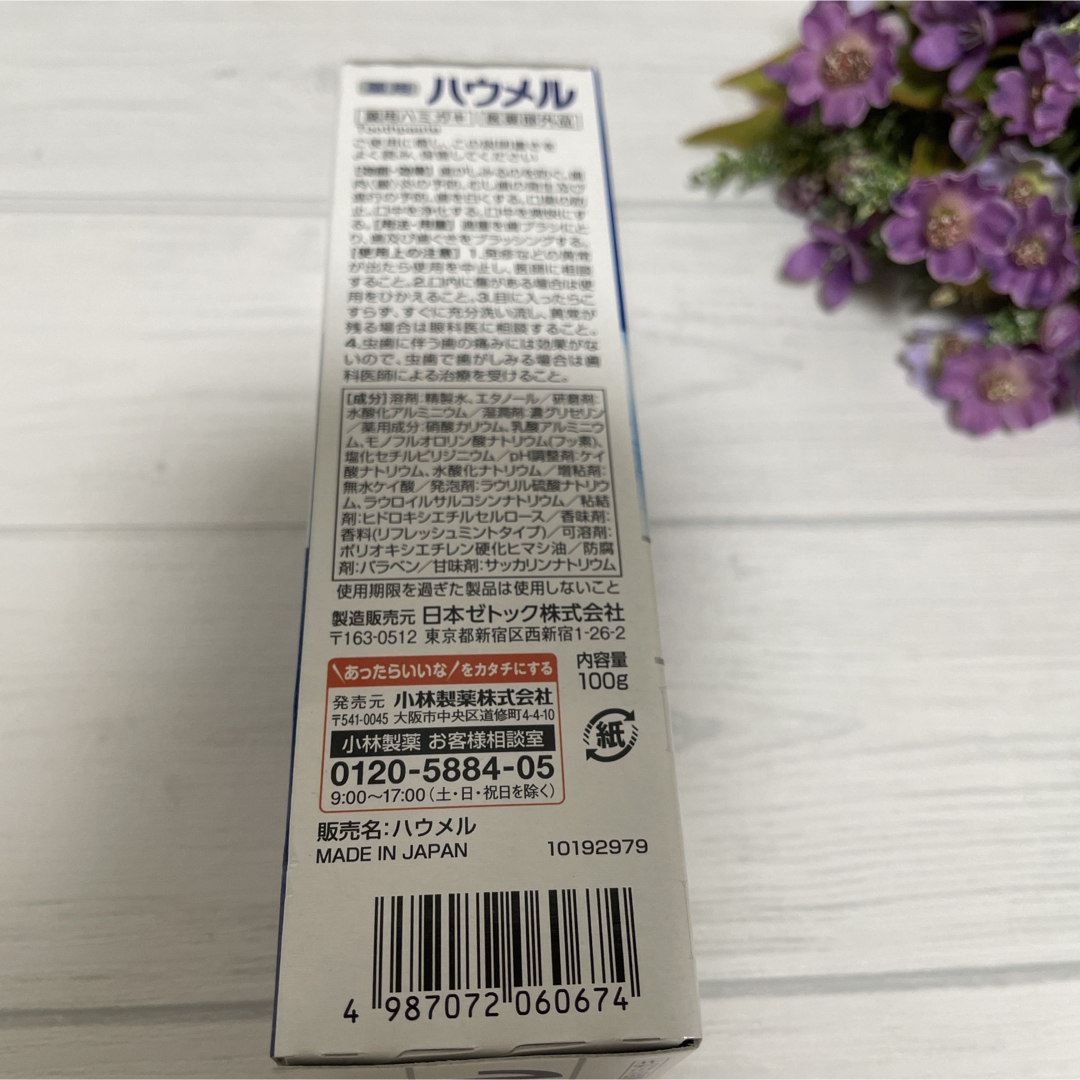 薬用 ハウメル
薬用ハミガキ 医薬部外品
Toothpaste
ご使用に際し、この説明書きを
よく読み、保管してください
【効能・効果】歯がしみるのを防ぐ。歯
肉(齦)炎の予防。むし歯の発生及び
進行の予防。歯を白くする。口臭の防
止。口中を浄化する。口中を爽快にす
る。【用法・用量】適量を歯ブラシにと
り、歯及び歯ぐきをブラッシングする。
【使用上の注意】1.発疹などの異常
が出たら使用を中止し、医師に相談
すること。2.口内に傷がある場合は使
用をひかえること。3.目に入ったらこ
すらず、すぐに充分洗い流し、異常が
残る場合は眼科医に相談すること。
4.虫歯に伴う歯の痛みには効果がな
いので、虫歯で歯がしみる場合は歯
科医師による治療を受けること。
【成分】溶剤:精製水、エタノール/研磨剤:
水酸化アルミニウム/湿潤剤:濃グリセリン
/薬用成分:硝酸カリウム、乳酸アルミニウ
ム、モノフルオロリン酸ナトリウム(フッ素)、
塩化セチルピリジニウム/pH調整剤:ケイ
酸ナトリウム、水酸化ナトリウム/増粘剤:
無水ケイ酸/発泡剤:ラウリル硫酸ナトリウ
ム、ラウロイルサルコシンナトリウム/粘結
剤:ヒドロキシエチルセルロース/香味剤:
香料(リフレッシュミントタイプ)/可溶剤:
ポリオキシエチレン硬化ヒマシ油/防腐
剤:パラベン/甘味剤:サッカリンナトリウム
使用期限を過ぎた製品は使用しないこと
製造販売元 日本ゼトック株式会社
〒163-0512 東京都新宿区西新宿1-26-2
\あったらいいな/をカタチにする
発売元 小林製薬株式会社
〒541-0045 大阪市中央区道修町4-4-10
小林製薬 お客様相談室
0120-5884-05
9:00〜17:00(土・日・祝日を除く)
内容量
100g
紙
販売名:ハウメル
MADE IN JAPAN 10192979
4 987072 060674